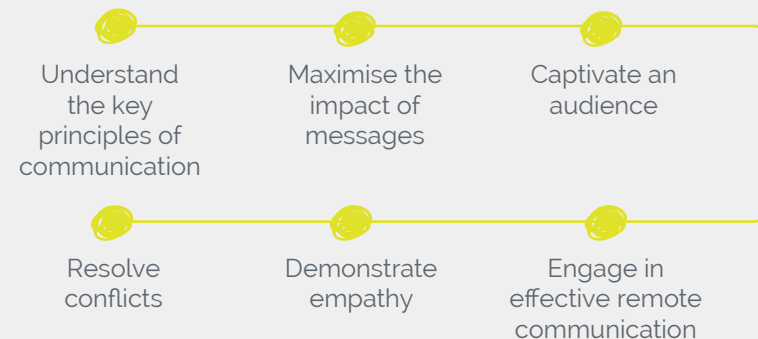 Understand
the key
principles of
communication
Maximise the
impact of
messages
Captivate an
audience
Resolve
conflicts
Demonstrate
empathy
Engage in
effective remote
communication